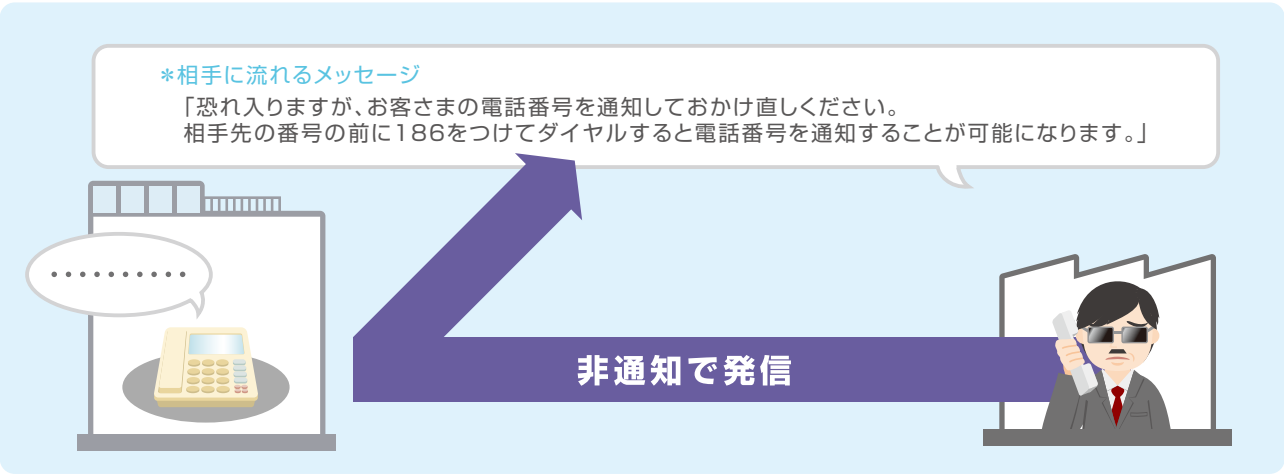 *相手に流れるメッセージ
「恐れ入りますが、お客さまの電話番号を通知しておかけ直しください。
相手先の番号の前に186をつけてダイヤルすると電話番号を通知することが可能になります。」
・・・・・・・・・・
非通知で発信